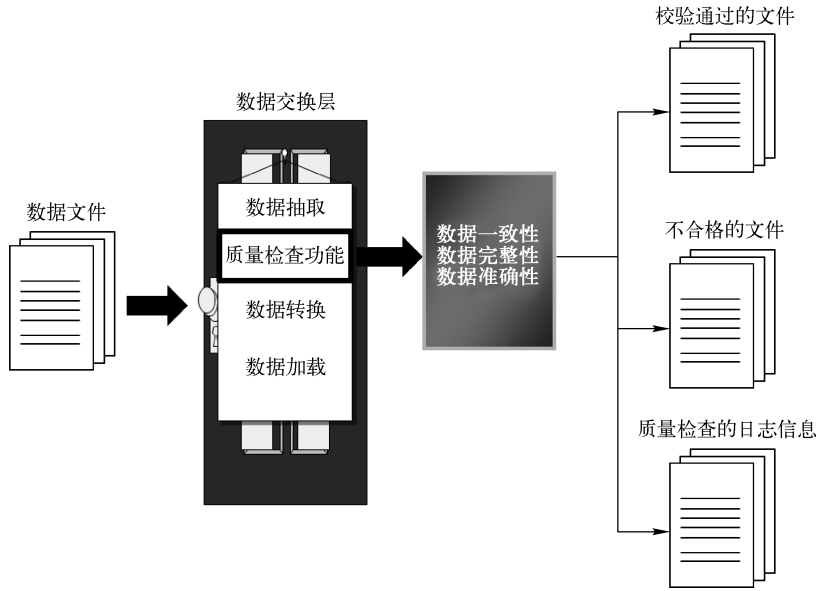 校验通过的文件
数据交换层
数据文件
数据抽取
质量检查功能
数据转换
数据加载
数据一致性
数据完整性
数据准确性
不合格的文件
质量检查的日志信息